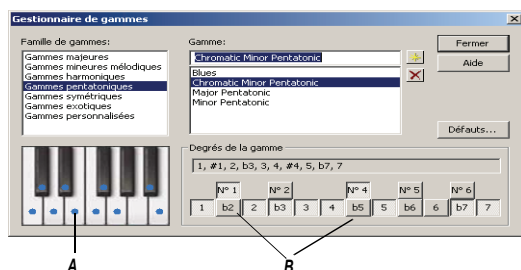 Gestionnaire de gammes
Famille de gammes:
Gammes majeures
Gammes mineures mélodiques
Gammes harmoniques
Gammes pentatoniques
Gammes symétriques
Gammes exotiques
Gammes personnalisées
Gamme:
Chromatic Minor Pentatonic
Blues
Chromatic Minor Pentatonic
Major Pentatonic
Minor Pentatonic
Fermer
Aide
Défauts...
Degrés de la gamme
1, #1, 2, b3, 3, 4, #4, 5, b7, 7
N° 1 N° 2 N° 4 N° 5 N° 6
1 b2 2 b3 3 4 b5 5 b6 6 b7 7
A B